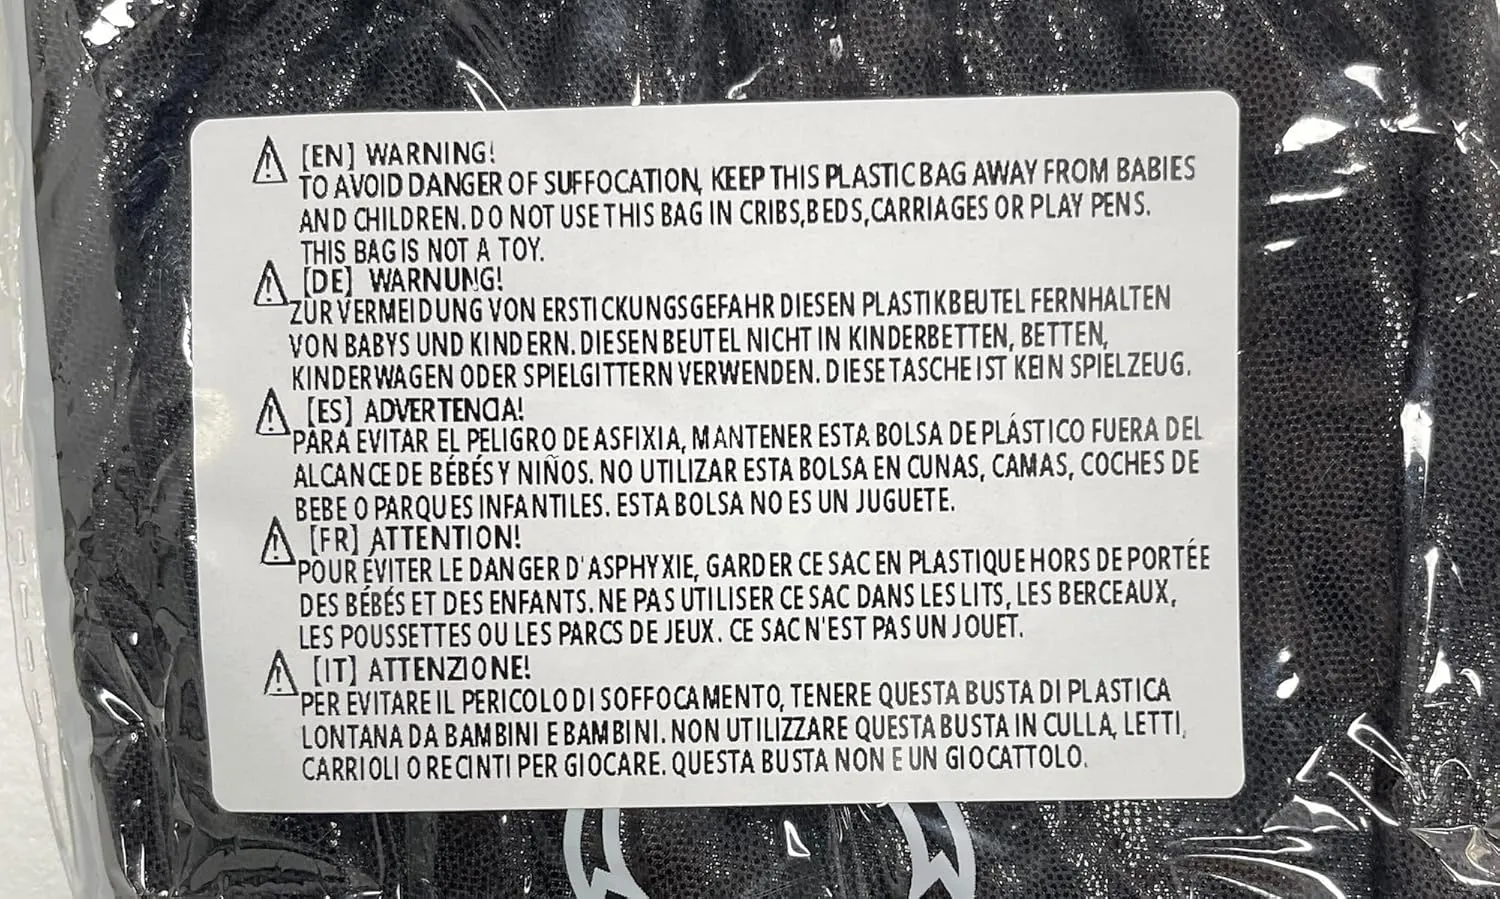 [EN] WARNING!
TO AVOID DANGER OF SUFFOCATION, KEEP THIS PLASTIC BAG AWAY FROM BABIES
AND CHILDREN. DO NOT USE THIS BAG IN CRIBS,BEDS,CARRIAGES OR PLAY PENS.
THIS BAG IS NOT A TOY.
[DE] WARNUNG!
ZUR VERMEIDUNG VON ERSTICKUNGSGEFAHR DIESEN PLASTIKBEUTEL FERNHALTEN
VON BABYS UND KINDERN. DIESEN BEUTEL NICHT IN KINDERBETTEN, BETTEN,
KINDERWAGEN ODER SPIELGITTERN VERWENDEN. DIESE TASCHE IST KEIN SPIELZEUG.
[ES] ADVERTENCIA!
PARA EVITAR EL PELIGRO DE ASFIXIA, MANTENER ESTA BOLSA DE PLÁSTICO FUERA DEL
ALCANCE DE BÉBÉS Y NIÑOS. NO UTILIZAR ESTA BOLSA EN CUNAS, CAMAS, COCHES DE
BEBE O PARQUES INFANTILES. ESTA BOLSA NO ES UN JUGUETE.
[FR] ATTENTION!
POUR ÉVITER LE DANGER D'ASPHYXIE, GARDER CE SAC EN PLASTIQUE HORS DE PORTÉE
DES BÉBÉS ET DES ENFANTS. NE PAS UTILISER CE SAC DANS LES LITS, LES BERCEAUX,
LES POUSSETTES OU LES PARCS DE JEUX. CE SAC N'EST PAS UN JOUET.
[IT] ATTENZIONE!
PER EVITARE IL PERICOLO DI SOFFOCAMENTO, TENERE QUESTA BUSTA DI PLASTICA
LONTANA DA BAMBINI E BAMBINI. NON UTILIZZARE QUESTA BUSTA IN CULLA, LETTI,
CARRIOLI O RECINTI PER GIOCARE. QUESTA BUSTA NON E UN GIOCATTOLO.